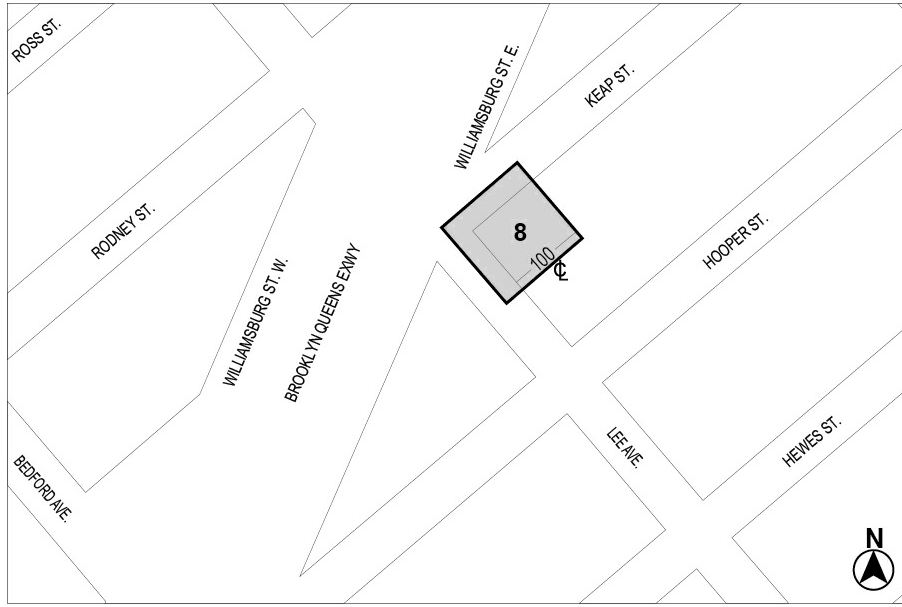 ROSS ST.
WILLIAMSBURG ST. E.
KEAP ST.
RODNEY ST.
8
HOOPER ST.
100
℄
WILLIAMSBURG ST. W.
BROOKLYN QUEENS EXWY
BEDFORD AVE.
LEE AVE.
HEWES ST.
N